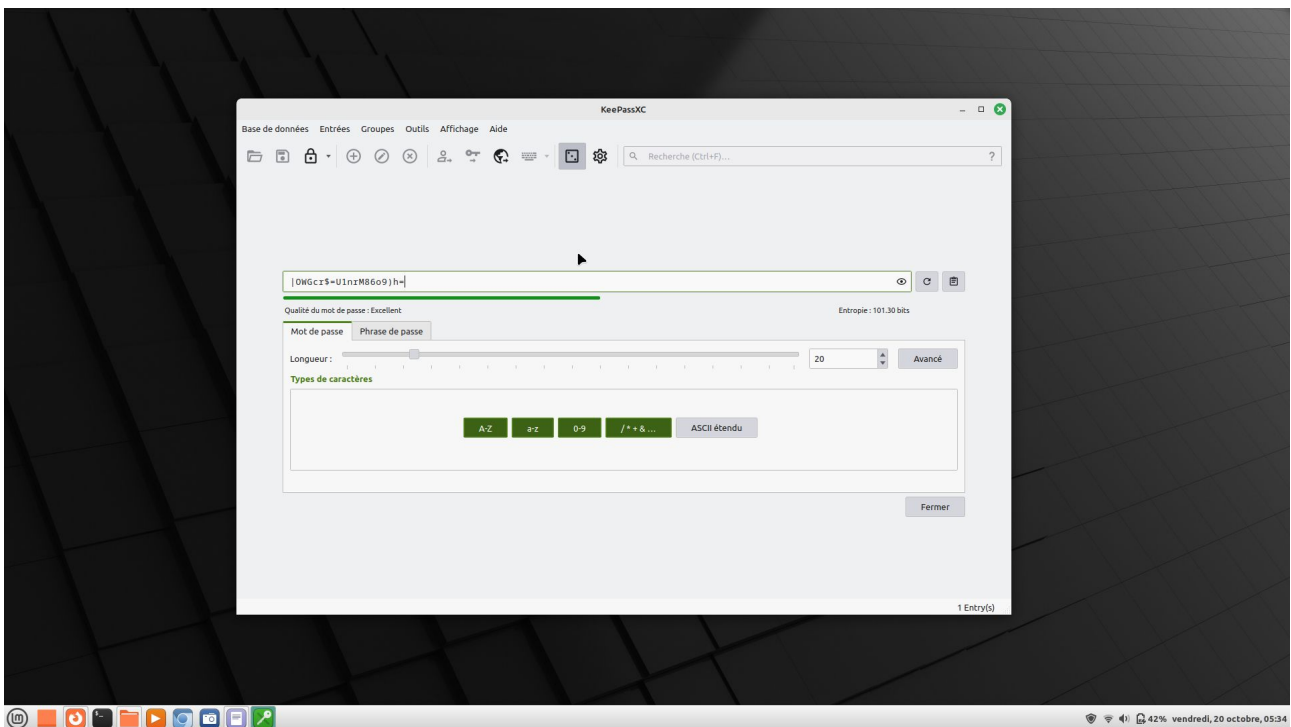 KeePassXC
Base de données Entrées Groupes Outils Affichage Aide
Recherche (Ctrl+F)... ?
|OWGcr$=U1nrM86o9)h=
Qualité du mot de passe : Excellent Entropie : 101.30 bits
Mot de passe Phrase de passe
Longueur : 20 Avancé
Types de caractères
A-Z a-z 0-9 / * + & ... ASCII étendu
Fermer
1 Entry(s)
42% vendredi, 20 octobre, 05:34